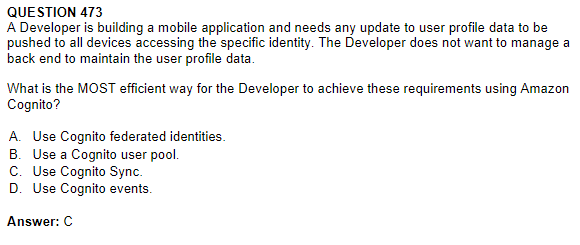 QUESTION 473
A Developer is building a mobile application and needs any update to user profile data to be
pushed to all devices accessing the specific identity. The Developer does not want to manage a
back end to maintain the user profile data.
What is the MOST efficient way for the Developer to achieve these requirements using Amazon
Cognito?
A. Use Cognito federated identities.
B. Use a Cognito user pool.
C. Use Cognito Sync.
D. Use Cognito events.
Answer: C